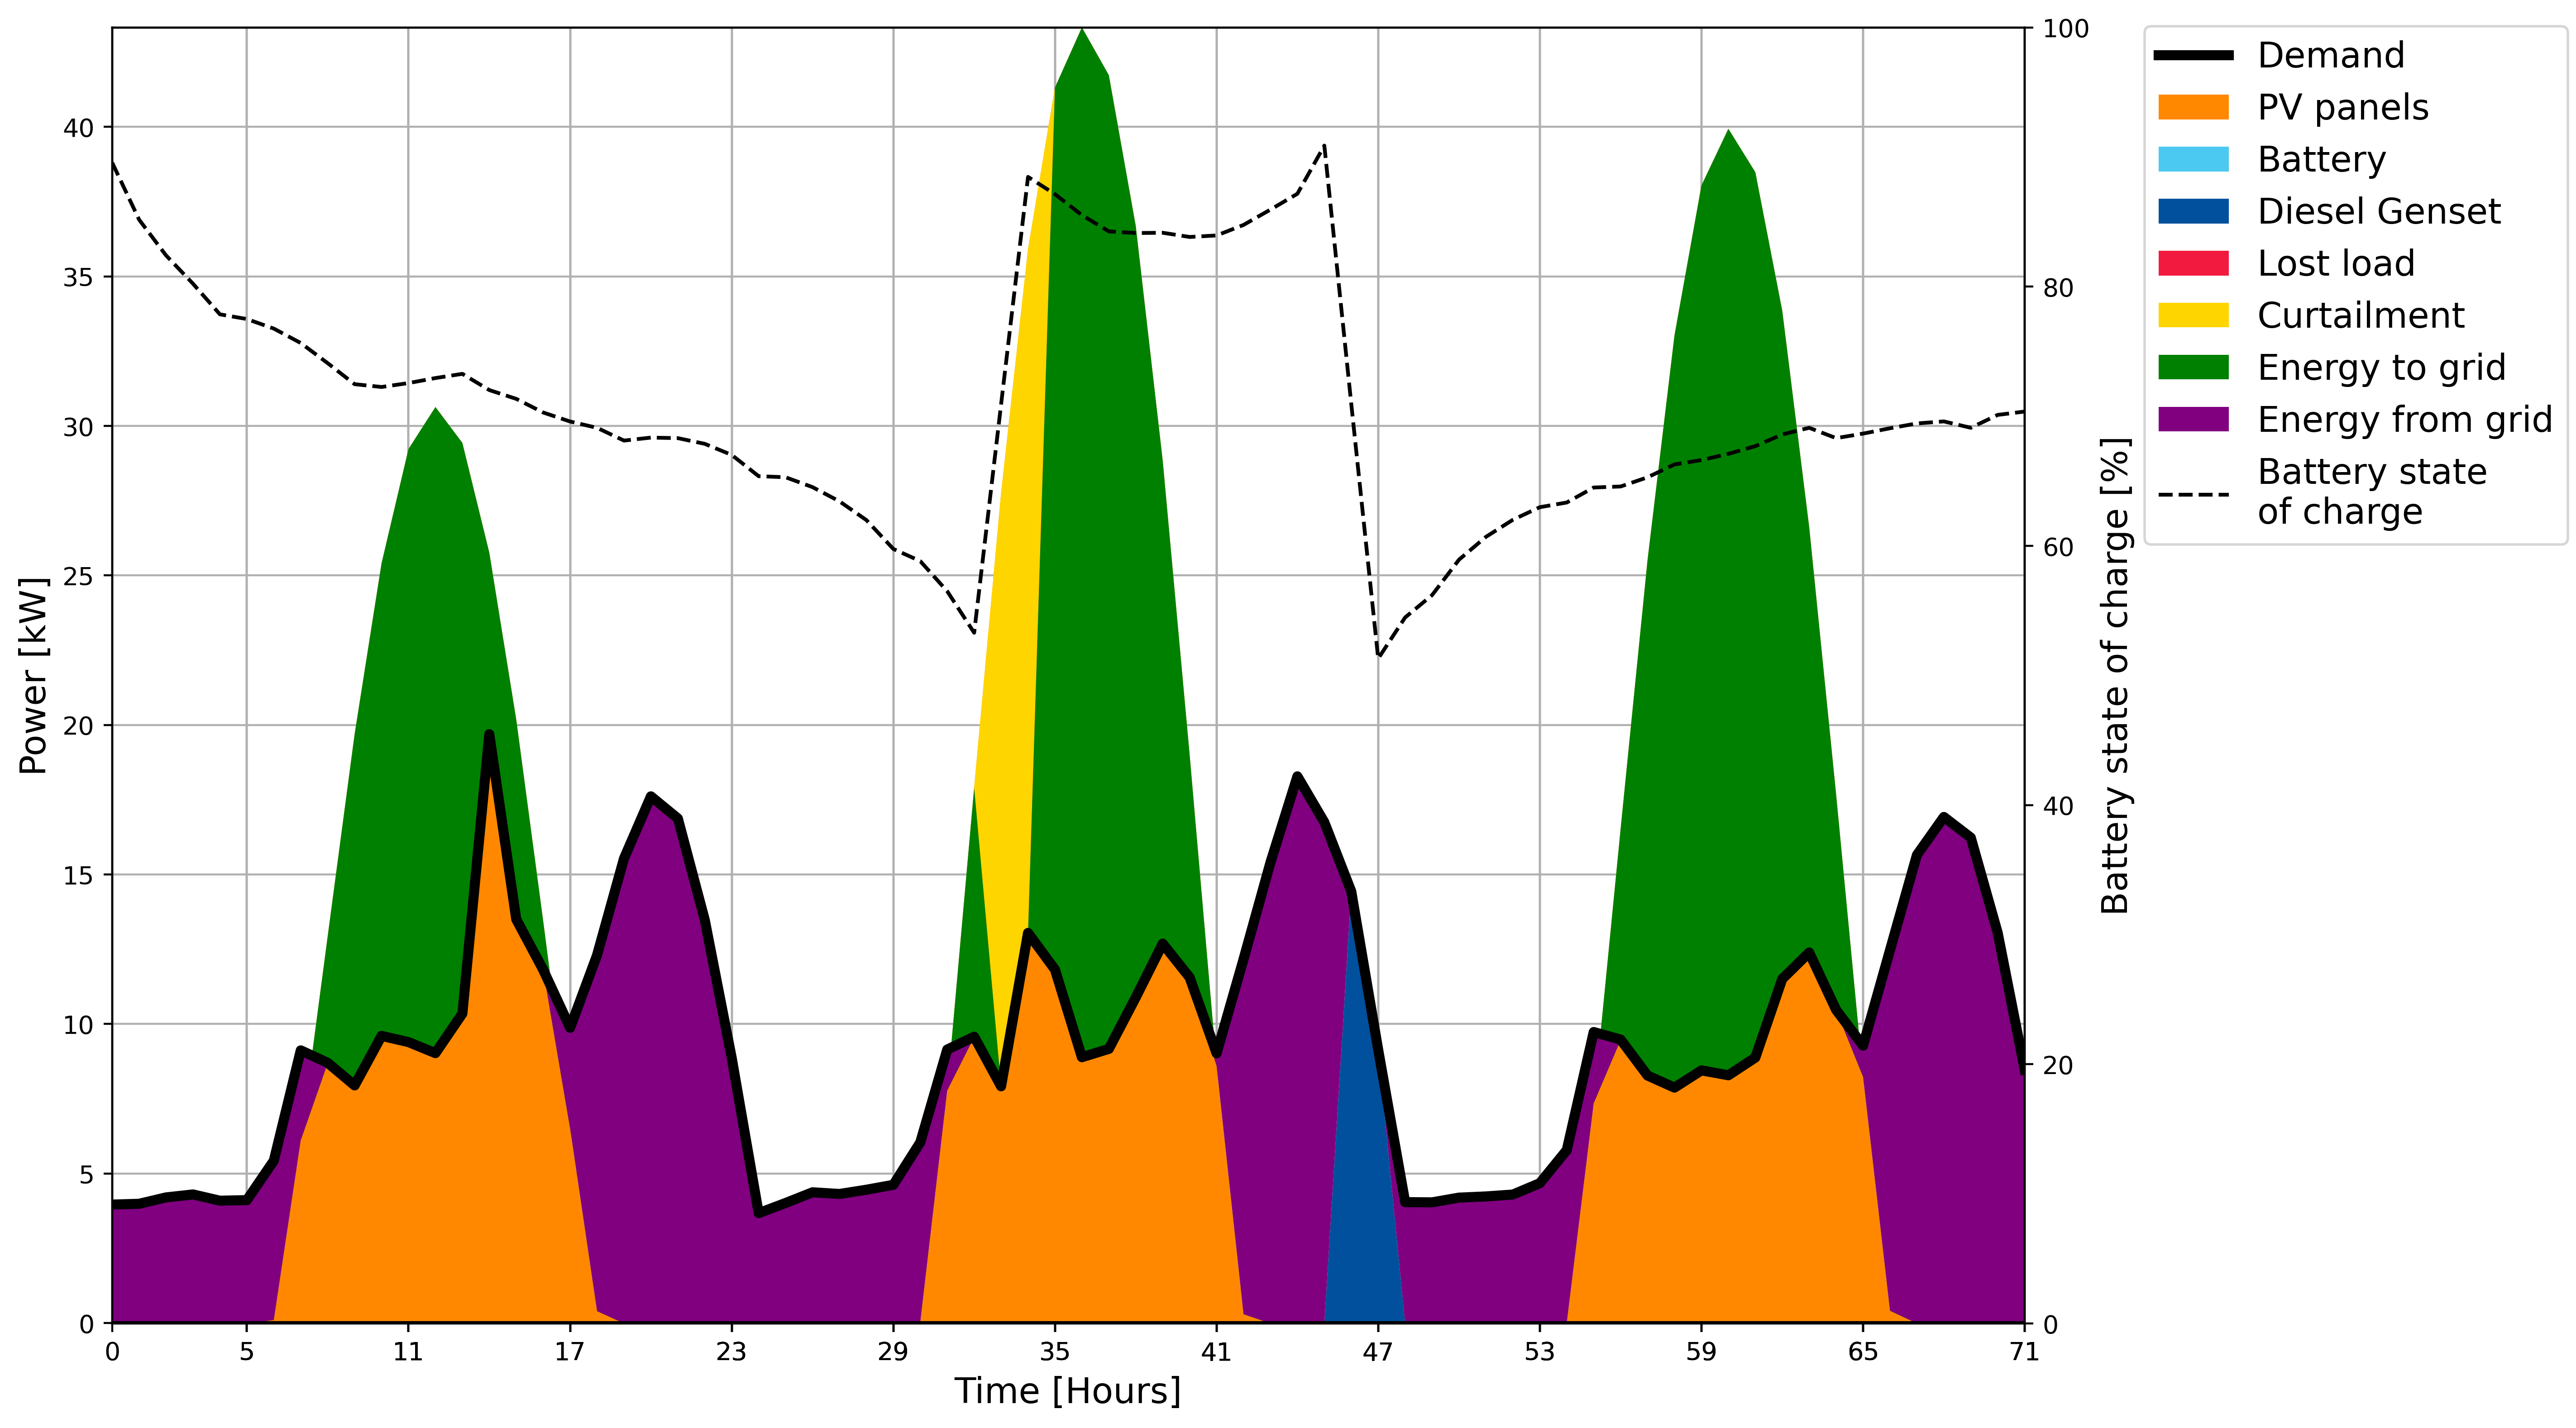 Power [kW]
40
35
30
25
20
15
10
5
0
0 5 11 17 23 29 35 41 47 53 59 65 71
Time [Hours]
100
80
60
40
20
0
Battery state of charge [%]
Demand
PV panels
Battery
Diesel Genset
Lost load
Curtailment
Energy to grid
Energy from grid
Battery state
of charge